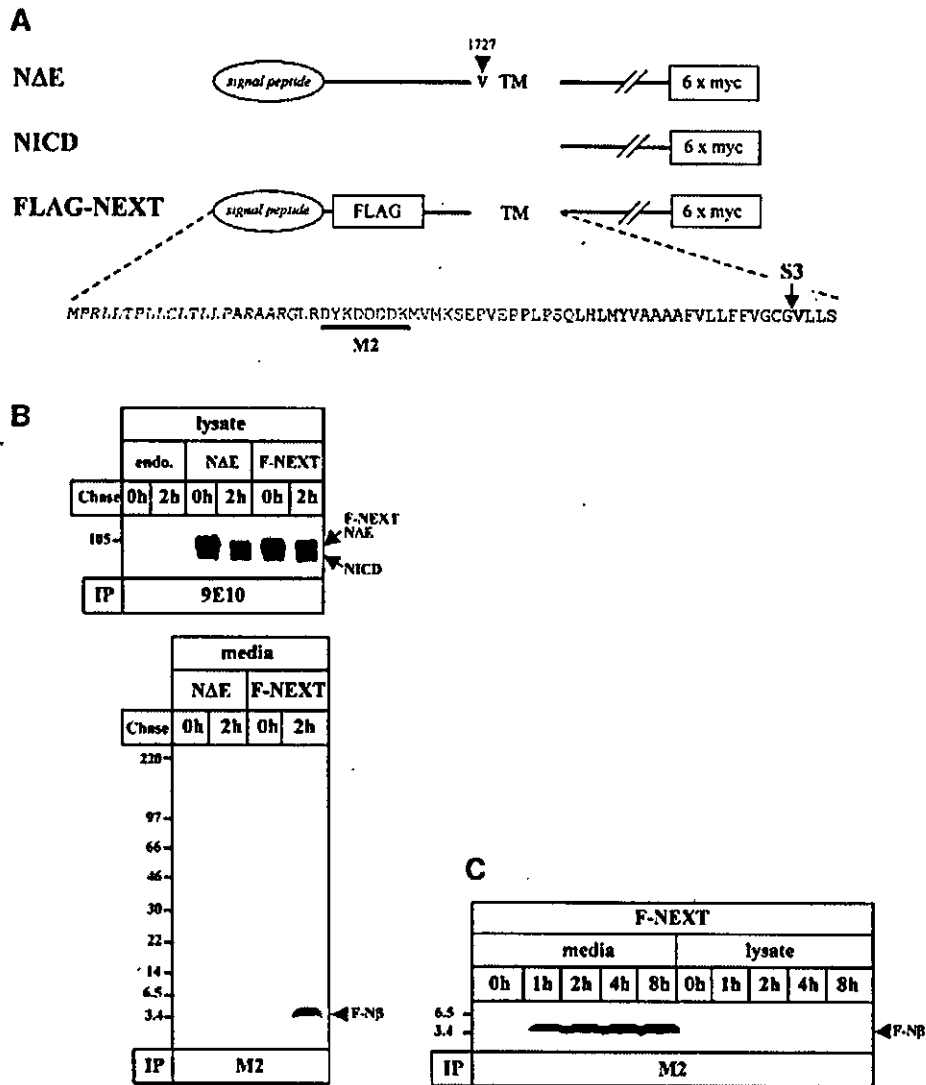 A
1727
NΔE signal peptide V TM 6 x myc
NICD 6 x myc
FLAG-NEXT signal peptide FLAG TM 6 x myc
S3
M2
B
lysate
endo. NΔE F-NEXT
Chase 0h 2h 0h 2h 0h 2h
105
F-NEXT
NΔE
NICD
IP 9E10
media
NΔE F-NEXT
Chase 0h 2h 0h 2h
220
97
66
46
30
22
14
6.5
3.4
F-Nβ
IP M2
C
F-NEXT
media lysate
0h 1h 2h 4h 8h 0h 1h 2h 4h 8h
6.5
3.4
F-Nβ
IP M2